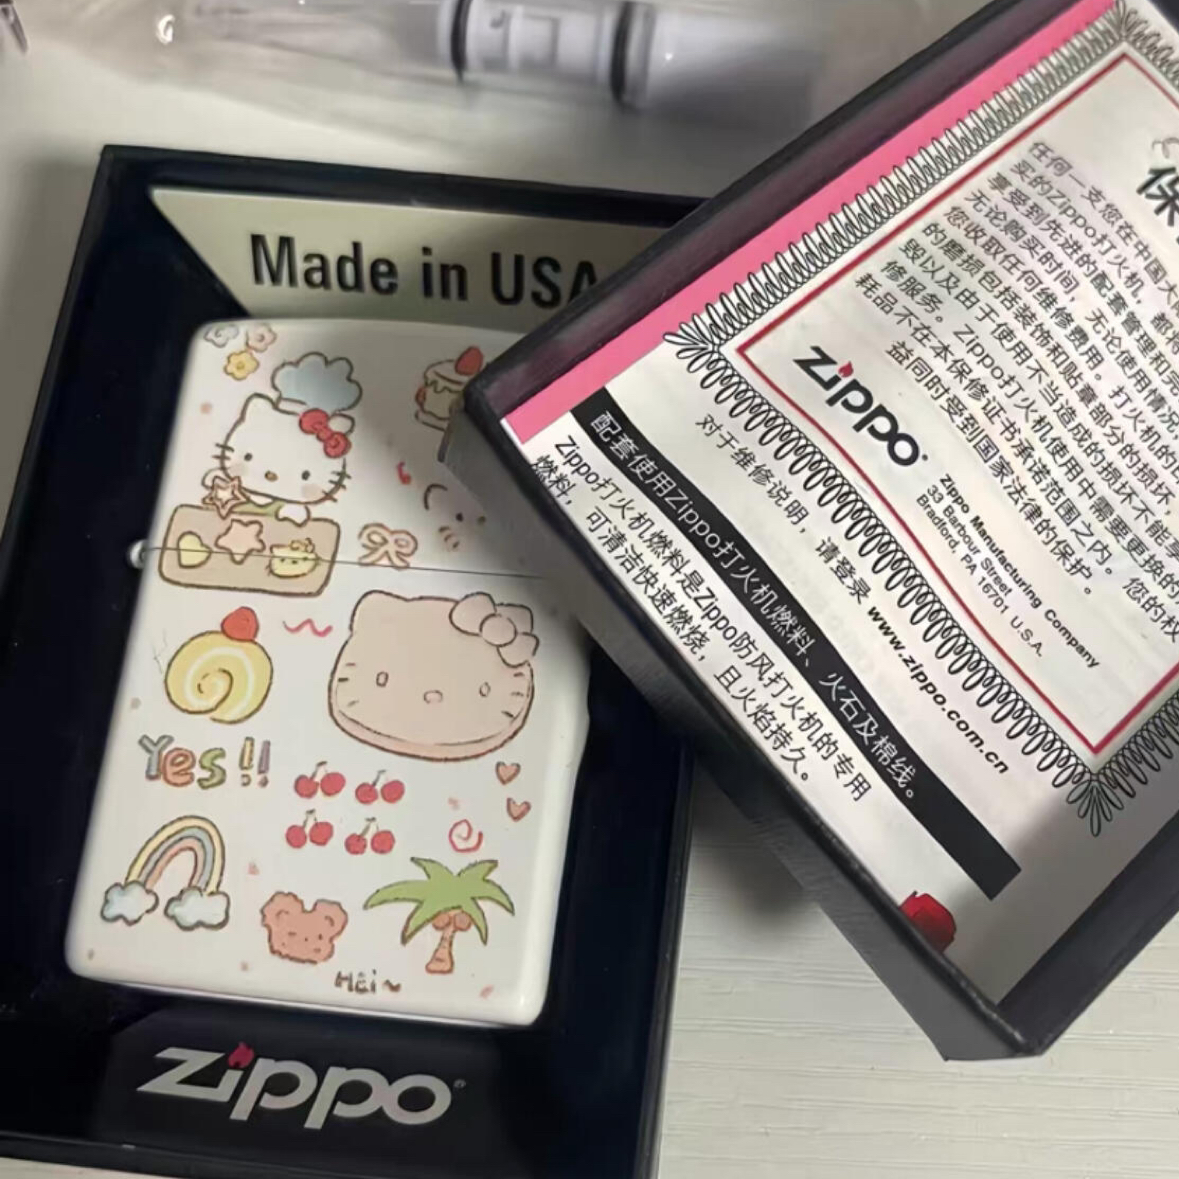 Made in USA
Yes!!
Hai~
zippo
保
任何一支您在中国大
买的Zippo打火机，都将
享受到先进的配套管理和完
无论购买时间，无论使用情况，
您收取任何维修费用。打火机的
的磨损包括装饰和贴章部分的损坏
毁以及由于使用不当造成的损坏不能享
修服务。Zippo打火机使用中需要更换的
耗品不在本保修证书承诺范围之内。您的权
益同时受到国家法律的保护。
zippo
Zippo Manufacturing Company
33 Barbour Street
Bradford, PA 16701 U.S.A.
对于维修说明，请登录 www.zippo.com.cn
配套使用Zippo打火机燃料、火石及棉线。
Zippo打火机燃料是Zippo防风打火机的专用
燃料，可清洁快速燃烧，且火焰持久。